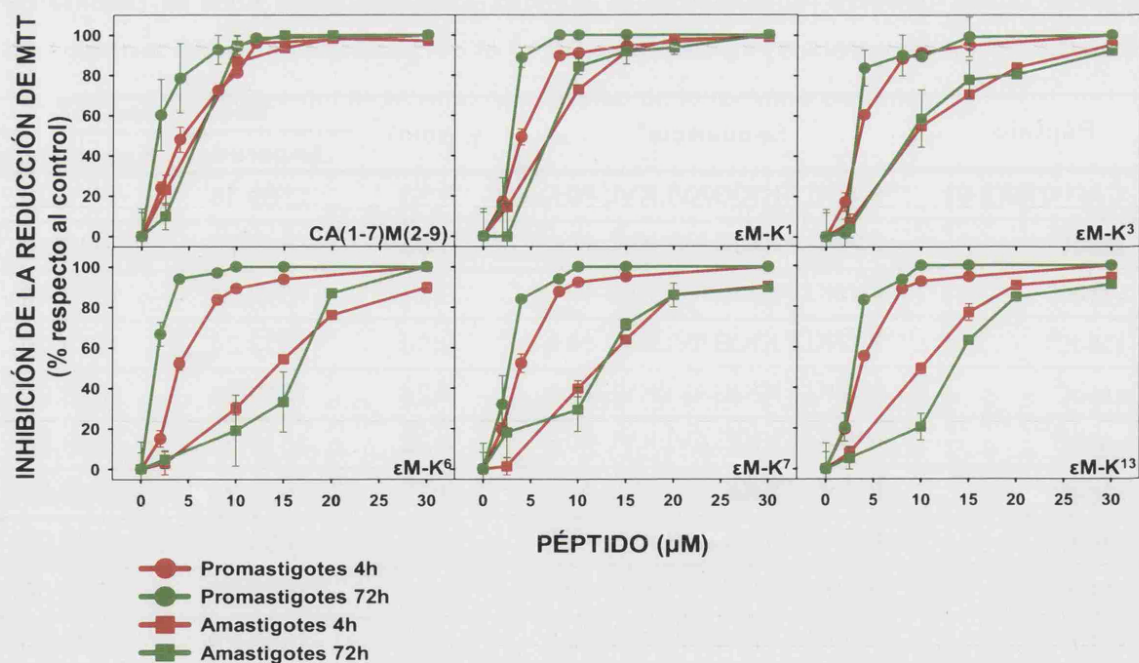 INHIBICIÓN DE LA REDUCCIÓN DE MTT
(% respecto al control)
100
80
60
40
20
0
CA(1-7)M(2-9)
εM-K¹
εM-K³
100
80
60
40
20
0
εM-K⁶
εM-K⁷
εM-K¹³
0 5 10 15 20 25 30
0 5 10 15 20 25 30
0 5 10 15 20 25 30
PÉPTIDO (µM)
Promastigotes 4h
Promastigotes 72h
Amastigotes 4h
Amastigotes 72h